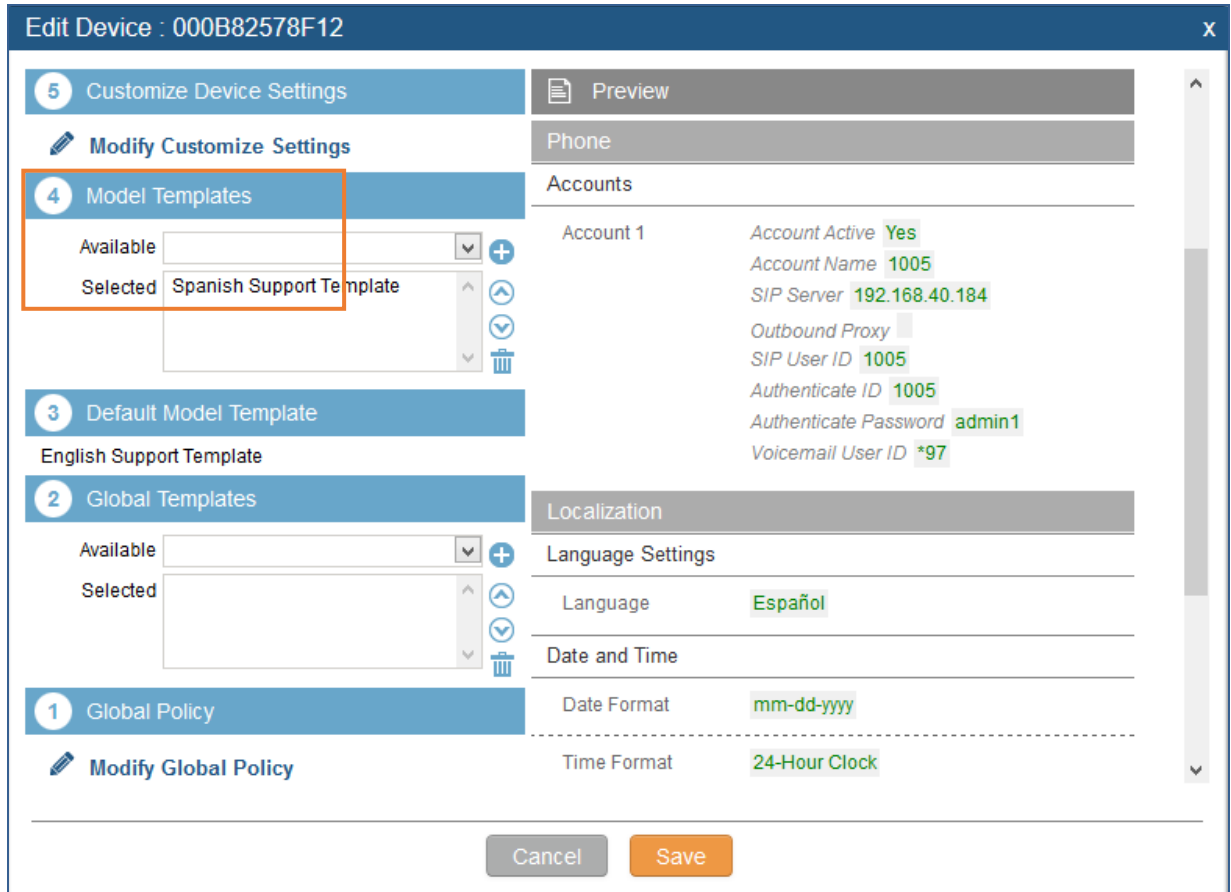 Edit Device : 000B82578F12 x
5 Customize Device Settings
Modify Customize Settings
4 Model Templates
Available
Selected Spanish Support Template
3 Default Model Template
English Support Template
2 Global Templates
Available
Selected
1 Global Policy
Modify Global Policy
Preview
Phone
Accounts
Account 1 Account Active Yes
Account Name 1005
SIP Server 192.168.40.184
Outbound Proxy
SIP User ID 1005
Authenticate ID 1005
Authenticate Password admin1
Voicemail User ID *97
Localization
Language Settings
Language Español
Date and Time
Date Format mm-dd-yyyy
Time Format 24-Hour Clock
Cancel Save